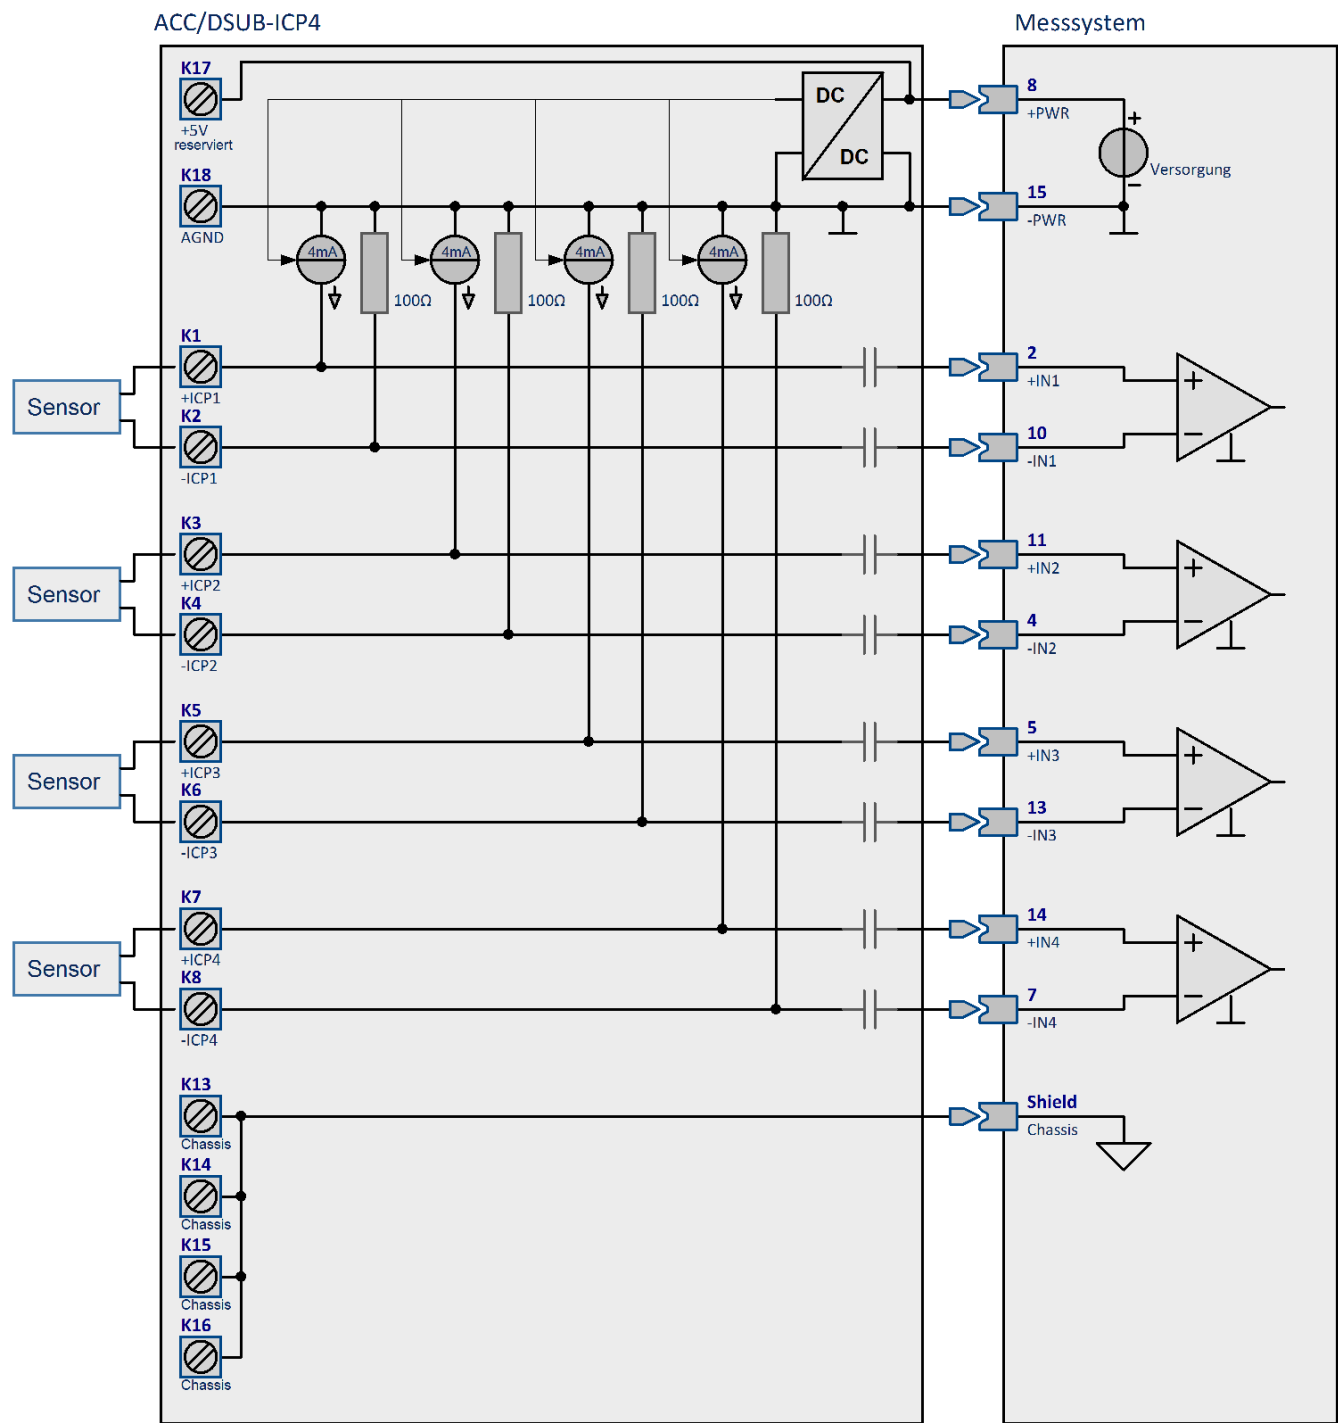 ACC/DSUB-ICP4
Messsystem
K17
+5V
reserviert
DC
DC
8
+PWR
+
Versorgung
−
K18
AGND
15
-PWR
4mA
4mA
4mA
4mA
100Ω
100Ω
100Ω
100Ω
Sensor
K1
+ICP1
K2
-ICP1
2
+IN1
10
-IN1
+
−
Sensor
K3
+ICP2
K4
-ICP2
11
+IN2
4
-IN2
+
−
Sensor
K5
+ICP3
K6
-ICP3
5
+IN3
13
-IN3
+
−
Sensor
K7
+ICP4
K8
-ICP4
14
+IN4
7
-IN4
+
−
K13
Chassis
Shield
Chassis
K14
Chassis
K15
Chassis
K16
Chassis